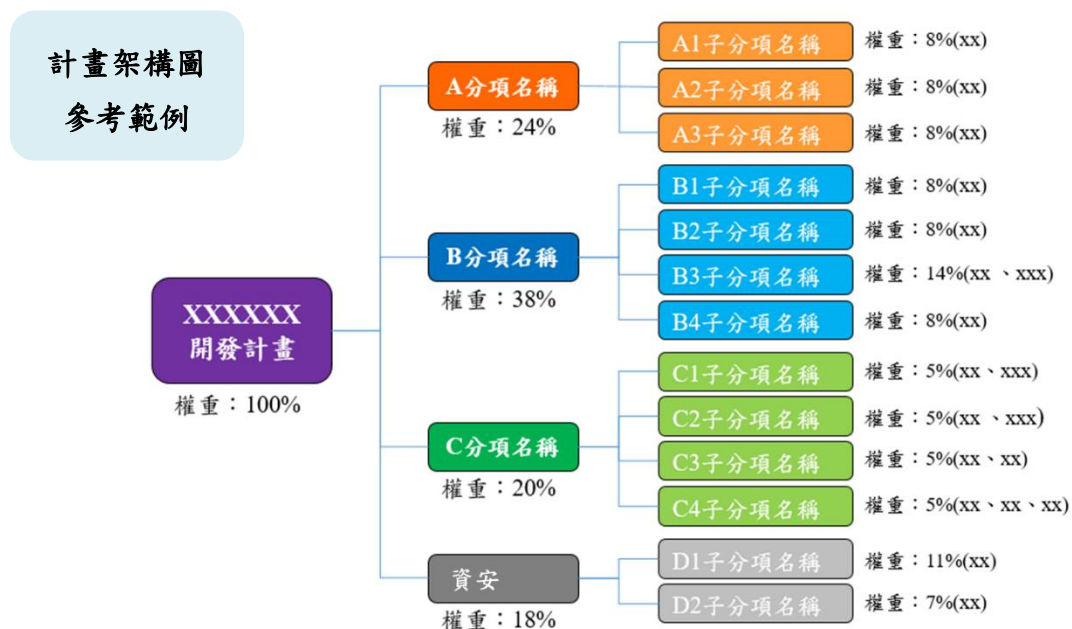 計畫架構圖
參考範例
XXXXXX
開發計畫
權重：100%
A分項名稱
權重：24%
A1子分項名稱 權重：8%(xx)
A2子分項名稱 權重：8%(xx)
A3子分項名稱 權重：8%(xx)
B分項名稱
權重：38%
B1子分項名稱 權重：8%(xx)
B2子分項名稱 權重：8%(xx)
B3子分項名稱 權重：14%(xx 、xxx)
B4子分項名稱 權重：8%(xx)
C分項名稱
權重：20%
C1子分項名稱 權重：5%(xx、xxx)
C2子分項名稱 權重：5%(xx 、xxx)
C3子分項名稱 權重：5%(xx、xx)
C4子分項名稱 權重：5%(xx、xx、xx)
資安
權重：18%
D1子分項名稱 權重：11%(xx)
D2子分項名稱 權重：7%(xx)